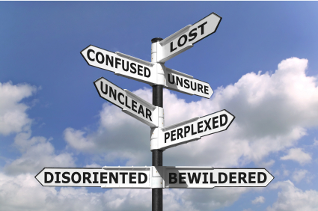 LOST
CONFUSED
UNSURE
UNCLEAR
PERPLEXED
DISORIENTED
BEWILDERED